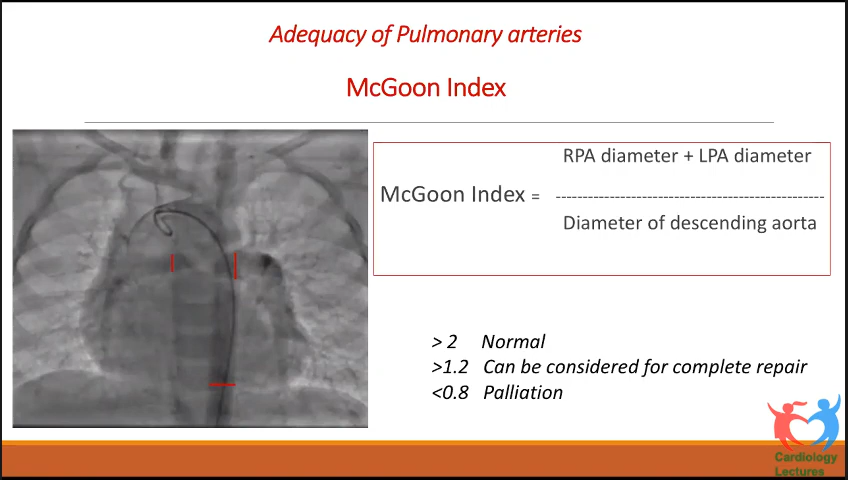 Adequacy of Pulmonary arteries
McGoon Index
RPA diameter + LPA diameter
McGoon Index = --------------------------------------------------
Diameter of descending aorta
> 2 Normal
>1.2 Can be considered for complete repair
<0.8 Palliation
Cardiology
Lectures